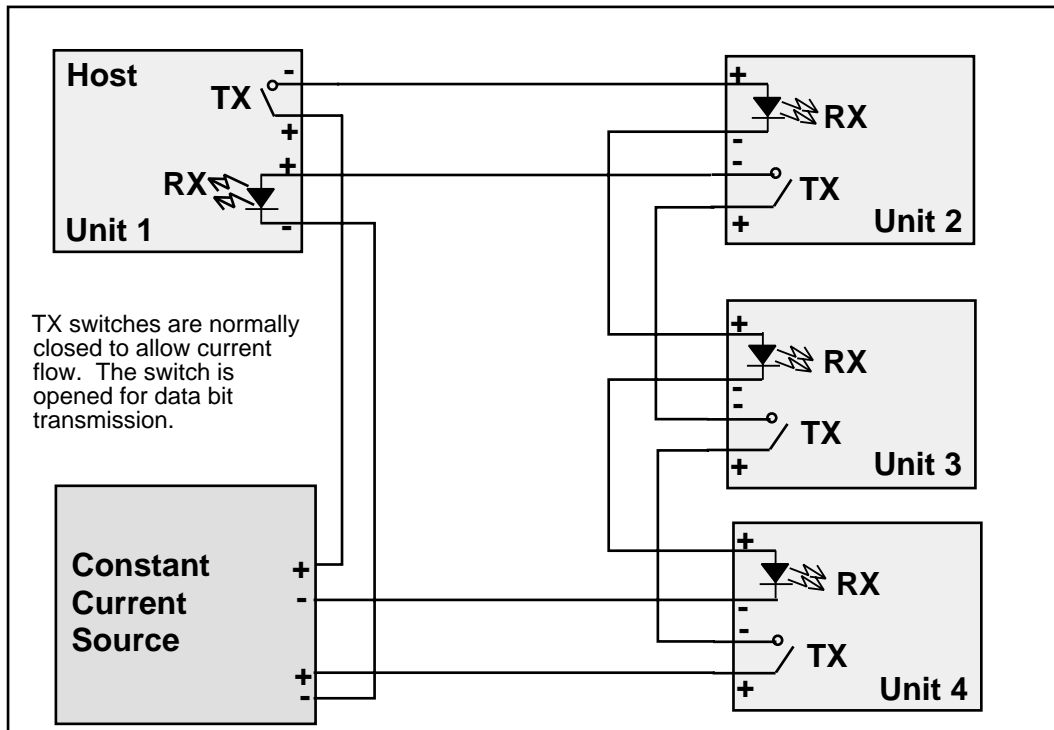 Host
-
TX
+
+
RX
-
Unit 1
+
RX
-
-
TX
+
Unit 2
TX switches are normally
closed to allow current
flow. The switch is
opened for data bit
transmission.
+
RX
-
-
TX
+
Unit 3
Constant
Current
Source
+
-
+
-
+
RX
-
-
TX
+
Unit 4